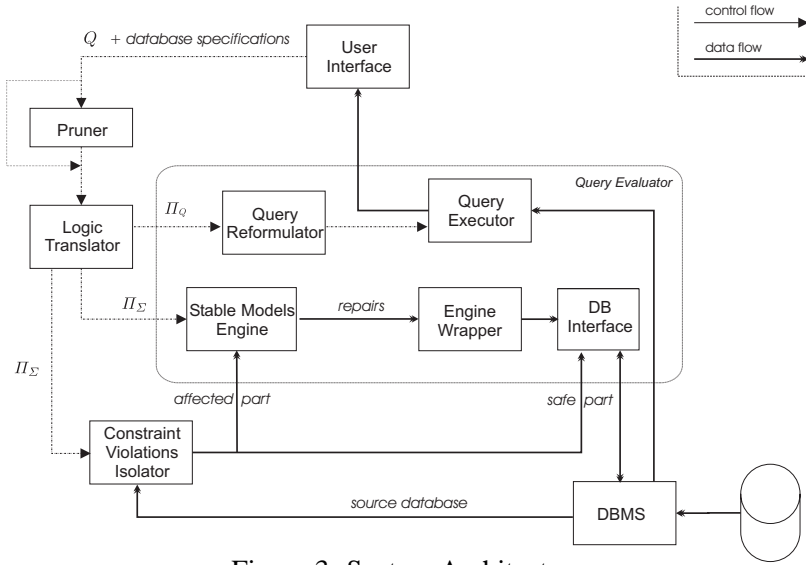 control flow
data flow
Q + database specifications
User
Interface
Pruner
Query Evaluator
Logic
Translator
Π_Q
Query
Reformulator
Query
Executor
Π_Σ
Stable Models
Engine
repairs
Engine
Wrapper
DB
Interface
Π_Σ
affected part
safe part
Constraint
Violations
Isolator
source database
DBMS